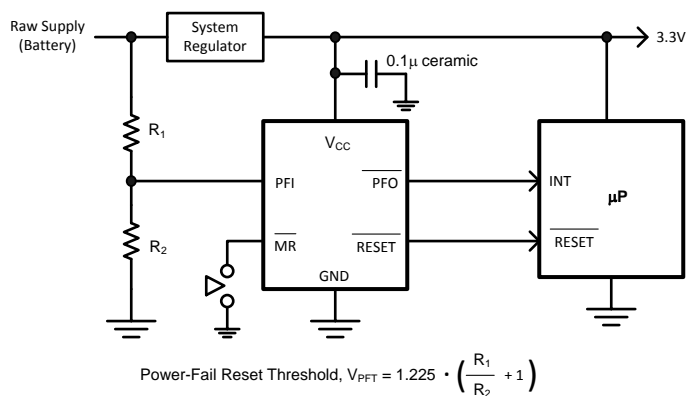 Raw Supply
(Battery)
System
Regulator
3.3V
0.1μ ceramic
R1
VCC
PFI
PFO
INT
μP
R2
MR
RESET
RESET
GND
Power-Fail Reset Threshold, VPFT = 1.225 · (R1/R2 + 1)